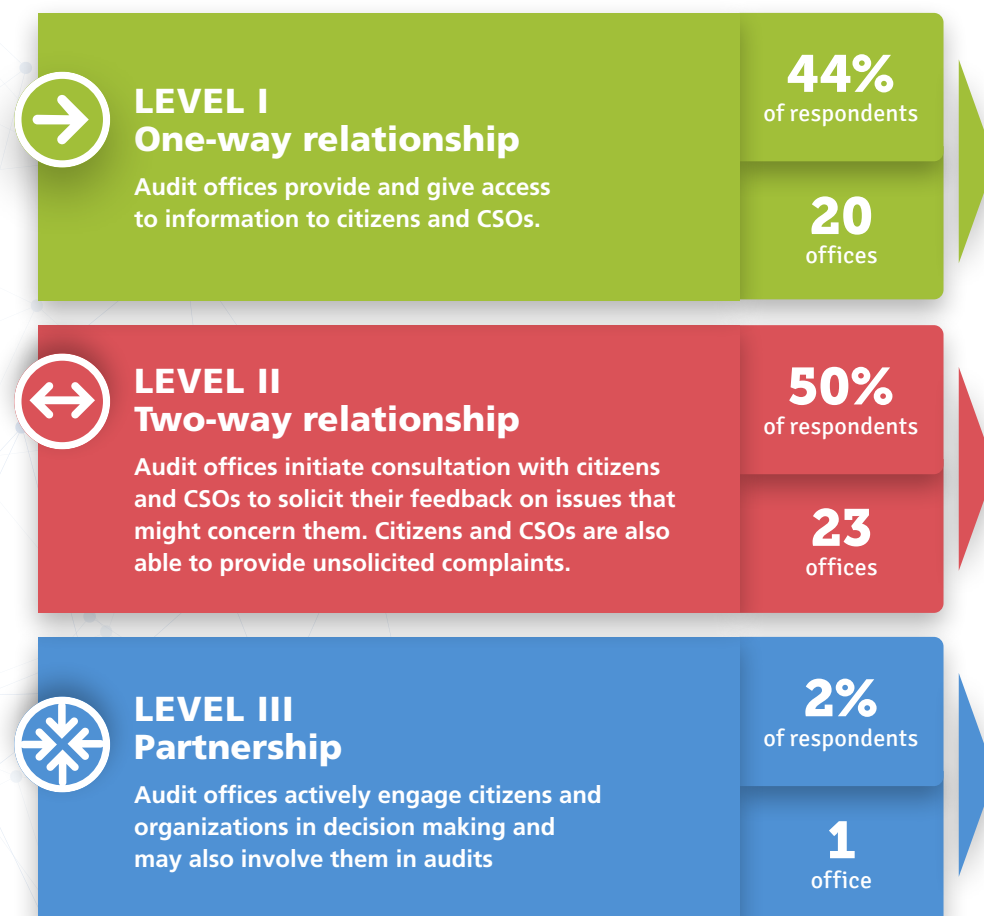 LEVEL I
One-way relationship
Audit offices provide and give access
to information to citizens and CSOs.
44%
of respondents
20
offices
LEVEL II
Two-way relationship
Audit offices initiate consultation with citizens
and CSOs to solicit their feedback on issues that
might concern them. Citizens and CSOs are also
able to provide unsolicited complaints.
50%
of respondents
23
offices
LEVEL III
Partnership
Audit offices actively engage citizens and
organizations in decision making and
may also involve them in audits
2%
of respondents
1
office